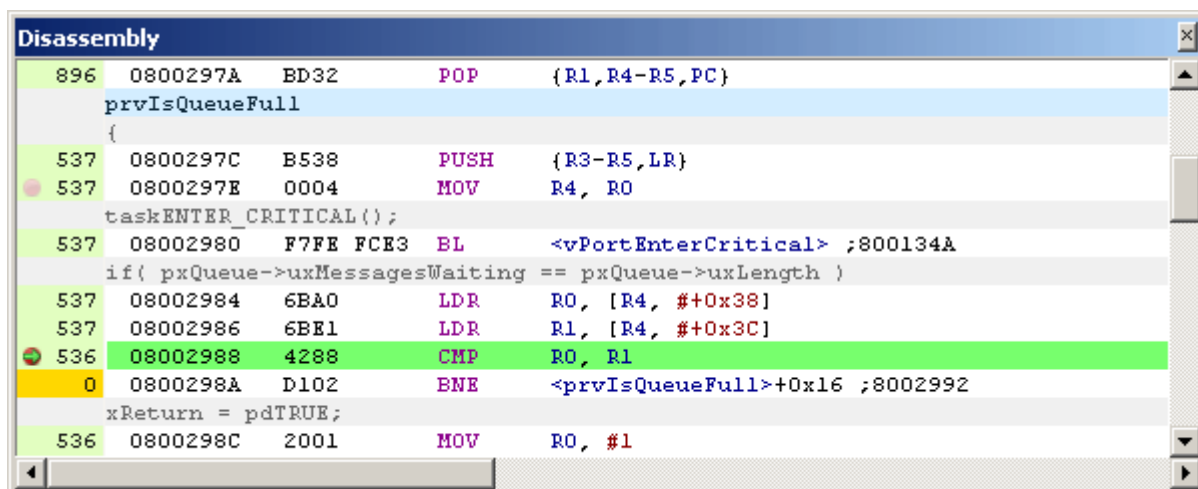 Disassembly
896 0800297A BD32 POP {R1,R4-R5,PC}
prvIsQueueFull
{
537 0800297C B538 PUSH {R3-R5,LR}
537 0800297E 0004 MOV R4, R0
taskENTER_CRITICAL();
537 08002980 F7FE FCE3 BL <vPortEnterCritical> ;800134A
if( pxQueue->uxMessagesWaiting == pxQueue->uxLength )
537 08002984 6BA0 LDR R0, [R4, #+0x38]
537 08002986 6BE1 LDR R1, [R4, #+0x3C]
536 08002988 4288 CMP R0, R1
0 0800298A D102 BNE <prvIsQueueFull>+0x16 ;8002992
xReturn = pdTRUE;
536 0800298C 2001 MOV R0, #1